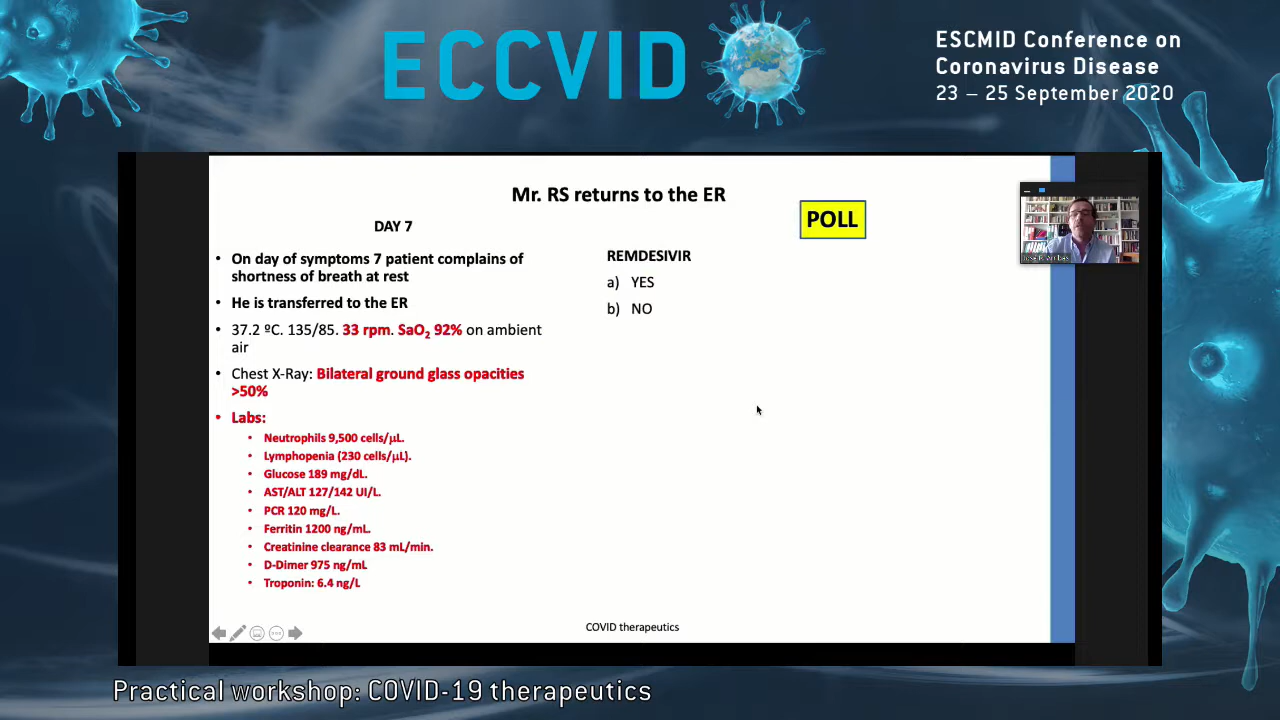 ECCVID
ESCMID Conference on
Coronavirus Disease
23 – 25 September 2020
Mr. RS returns to the ER
POLL
DAY 7
• On day of symptoms 7 patient complains of
shortness of breath at rest
• He is transferred to the ER
• 37.2 ºC. 135/85. 33 rpm. SaO2 92% on ambient
air
• Chest X-Ray: Bilateral ground glass opacities
>50%
• Labs:
• Neutrophils 9,500 cells/µL.
• Lymphopenia (230 cells/µL).
• Glucose 189 mg/dL.
• AST/ALT 127/142 UI/L.
• PCR 120 mg/L.
• Ferritin 1200 ng/mL.
• Creatinine clearance 83 mL/min.
• D-Dimer 975 ng/mL
• Troponin: 6.4 ng/L
REMDESIVIR
a) YES
b) NO
COVID therapeutics
Practical workshop: COVID-19 therapeutics